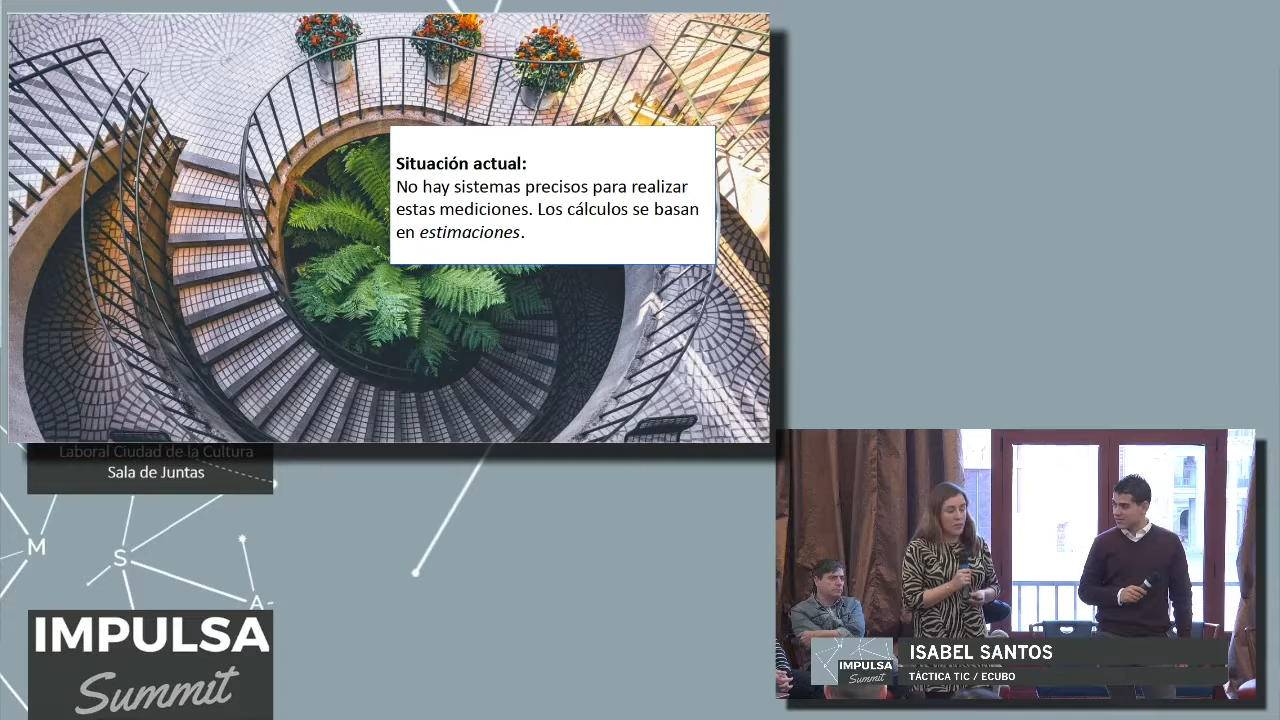 Situación actual:
No hay sistemas precisos para realizar
estas mediciones. Los cálculos se basan
en estimaciones.
Laboral Ciudad de la Cultura
Sala de Juntas
M
S
A
IMPULSA
Summit
IMPULSA
Summit
ISABEL SANTOS
TÁCTICA TIC / ECUBO